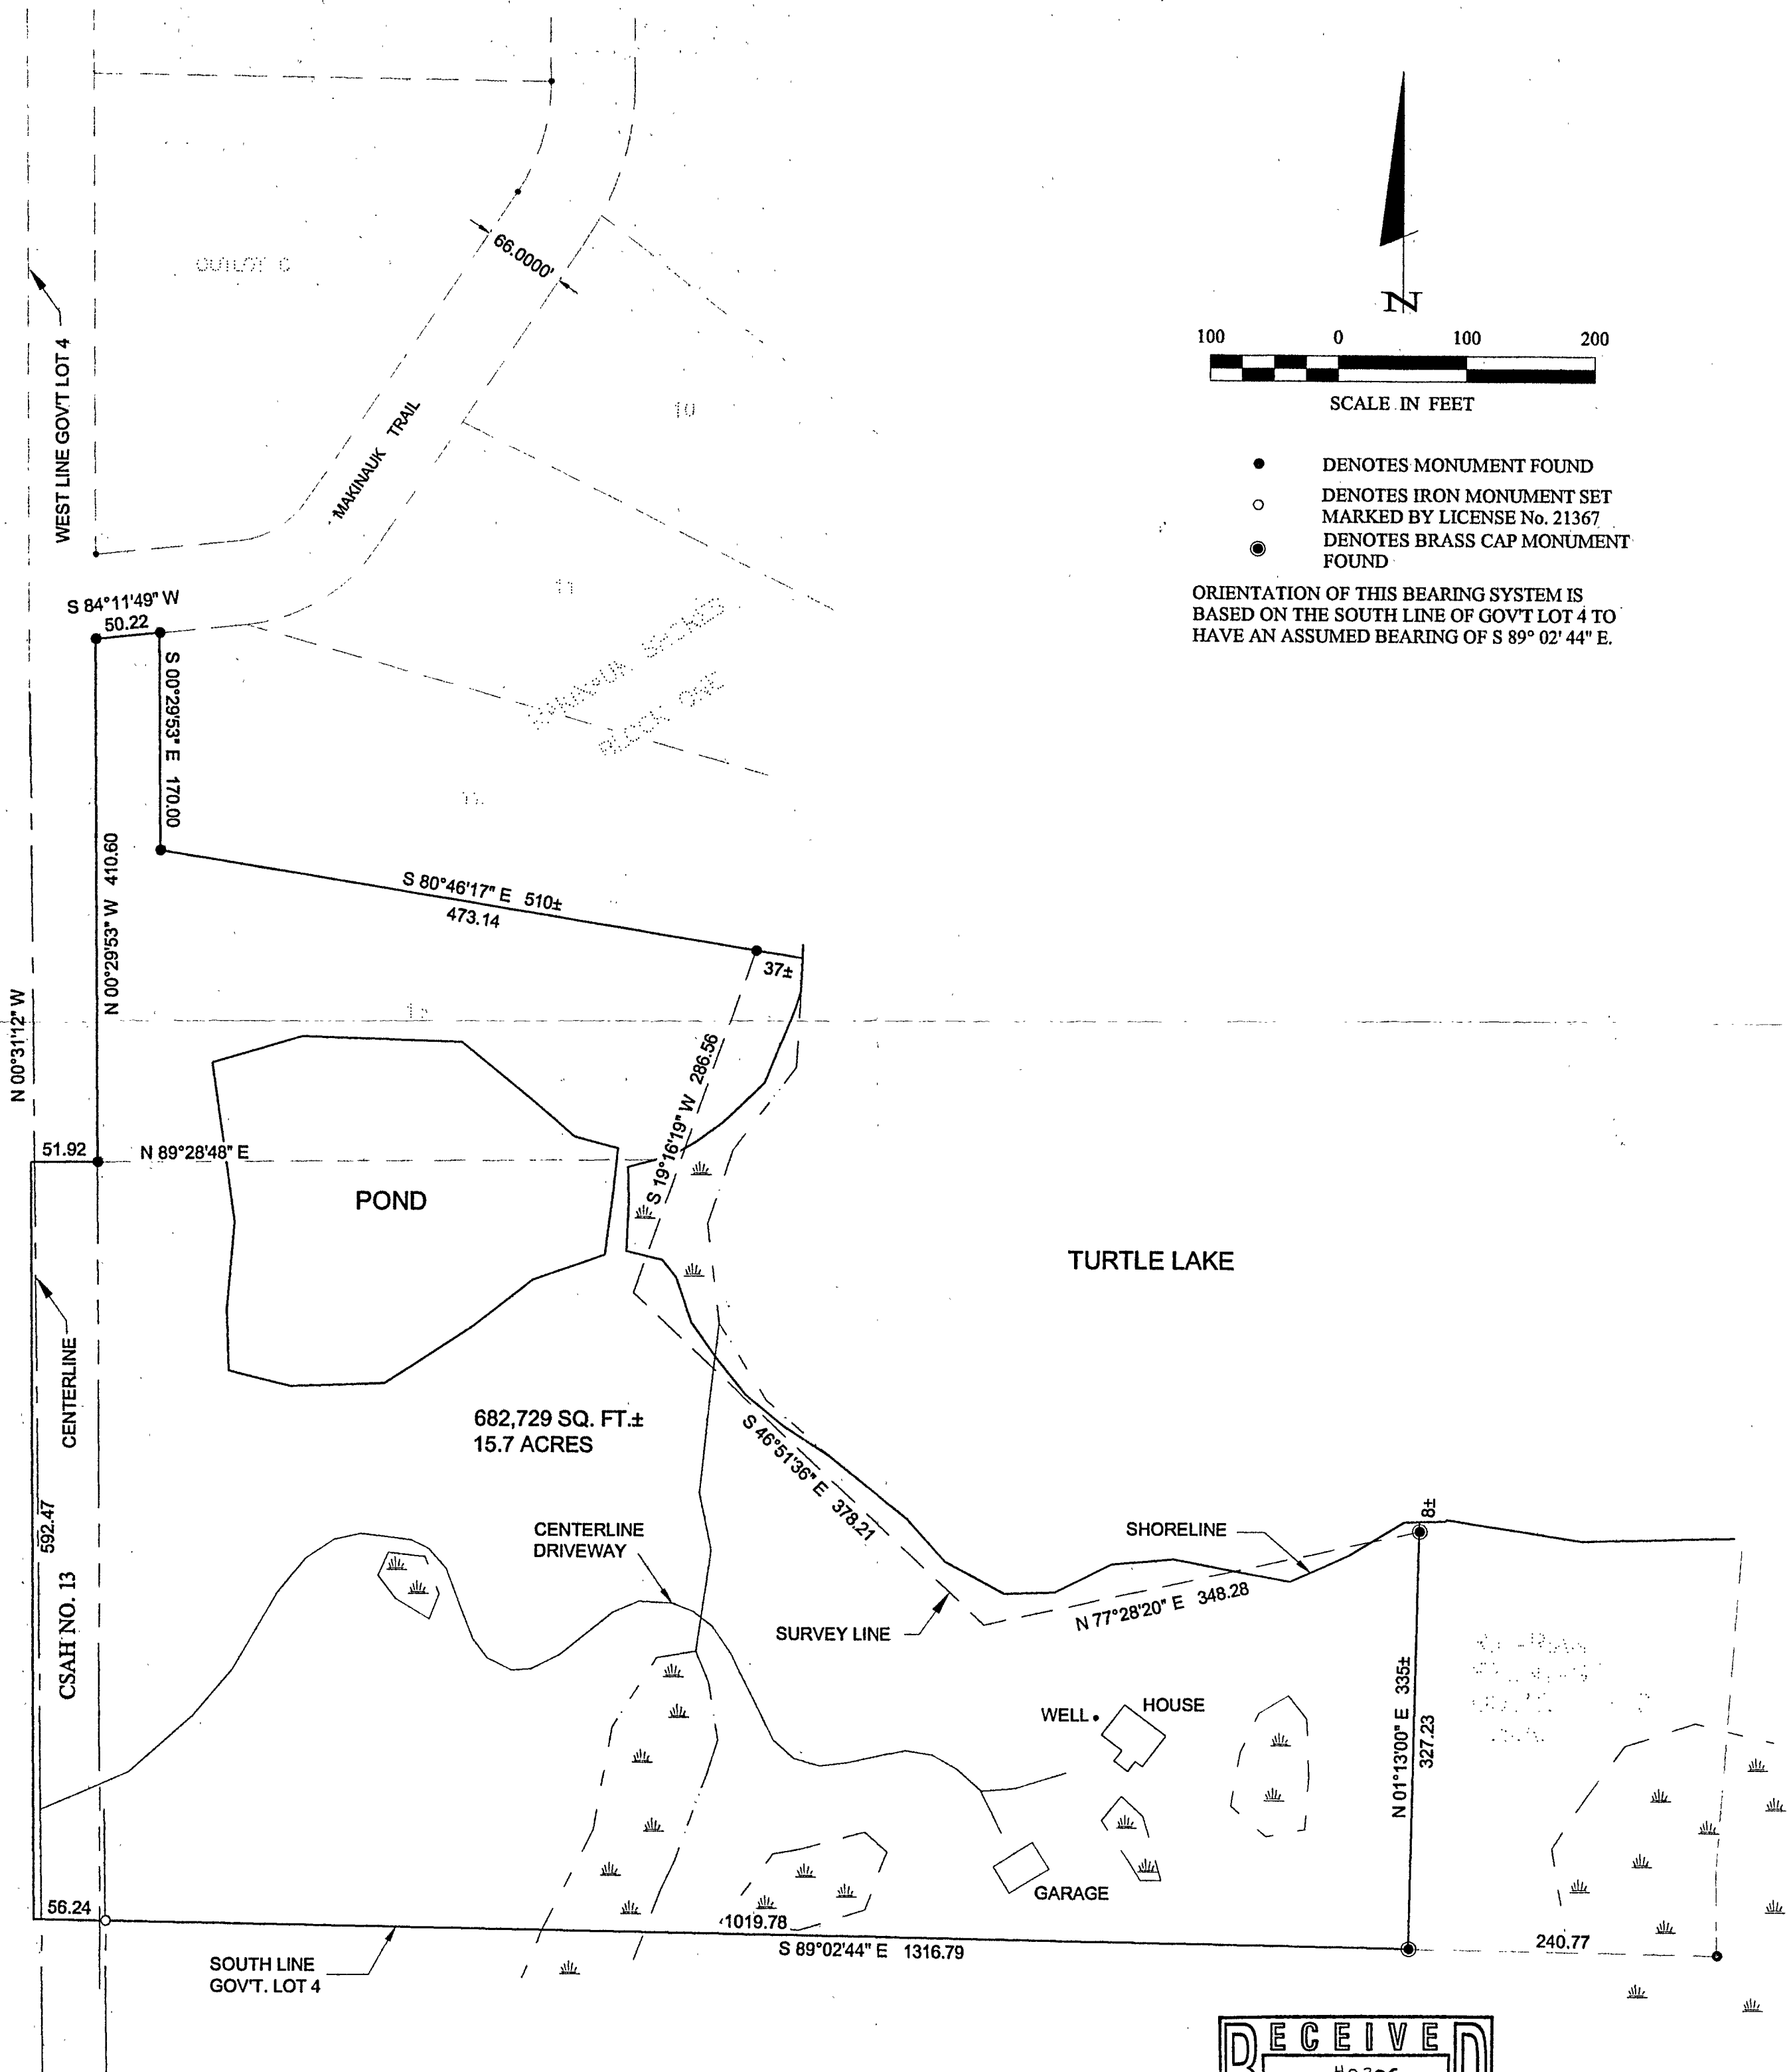 66.0000'
WEST LINE GOV'T LOT 4
MAKINAUK TRAIL
10
11
BLOCK ONE
N
100 0 100 200
SCALE IN FEET
DENOTES MONUMENT FOUND
DENOTES IRON MONUMENT SET
MARKED BY LICENSE No. 21367
DENOTES BRASS CAP MONUMENT
FOUND
ORIENTATION OF THIS BEARING SYSTEM IS
BASED ON THE SOUTH LINE OF GOV'T LOT 4 TO
HAVE AN ASSUMED BEARING OF S 89° 02' 44" E.
S 84°11'49" W
50.22
S 00°29'53" E 170.00
N 00°29'53" W 410.60
S 80°46'17" E 510±
473.14
37±
N 00°31'12" W
S 19°16'19" W 286.56
51.92
N 89°28'48" E
POND
TURTLE LAKE
CENTERLINE
682,729 SQ. FT.±
15.7 ACRES
S 46°51'36" E 378.21
592.47
CSAH NO. 13
CENTERLINE
DRIVEWAY
SHORELINE
8±
SURVEY LINE
N 77°28'20" E 348.28
N 01°13'00" E 335±
327.23
WELL
HOUSE
GARAGE
56.24
1019.78
S 89°02'44" E 1316.79
240.77
SOUTH LINE
GOV'T. LOT 4
RECEIVED